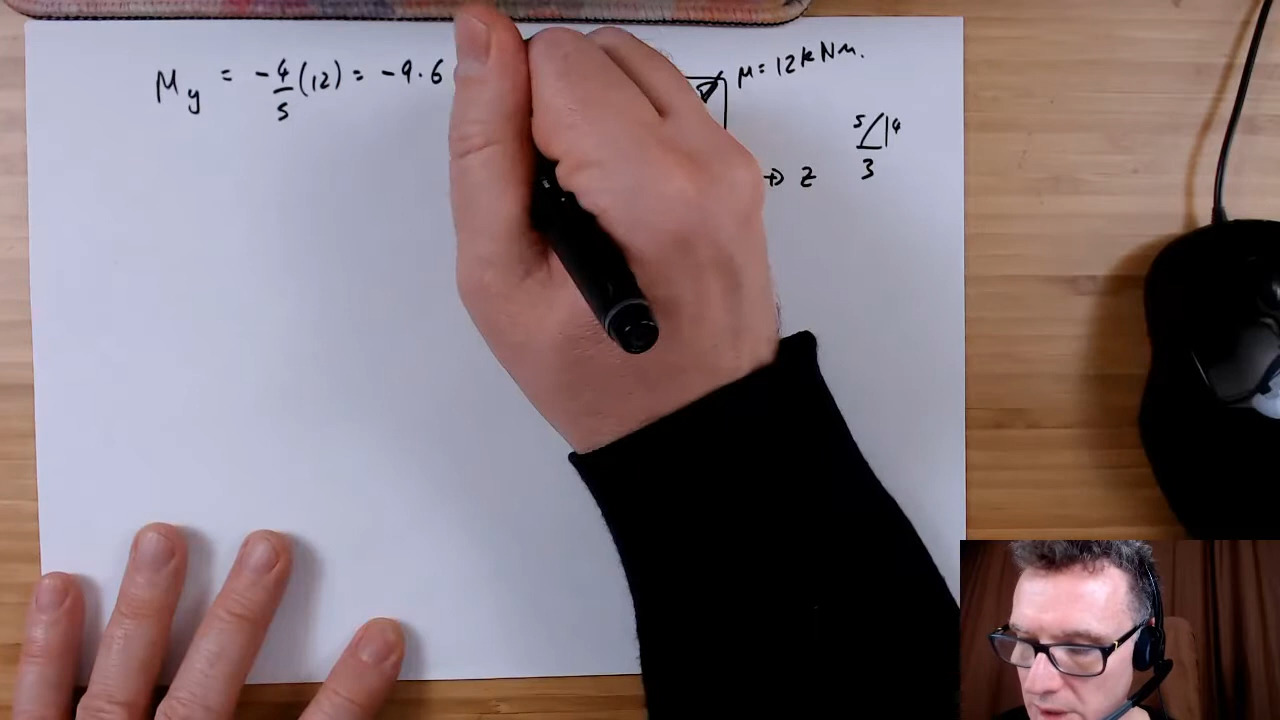 My = -4/5 (12) = -9.6
M = 12kNm.
5 4
3
→ z